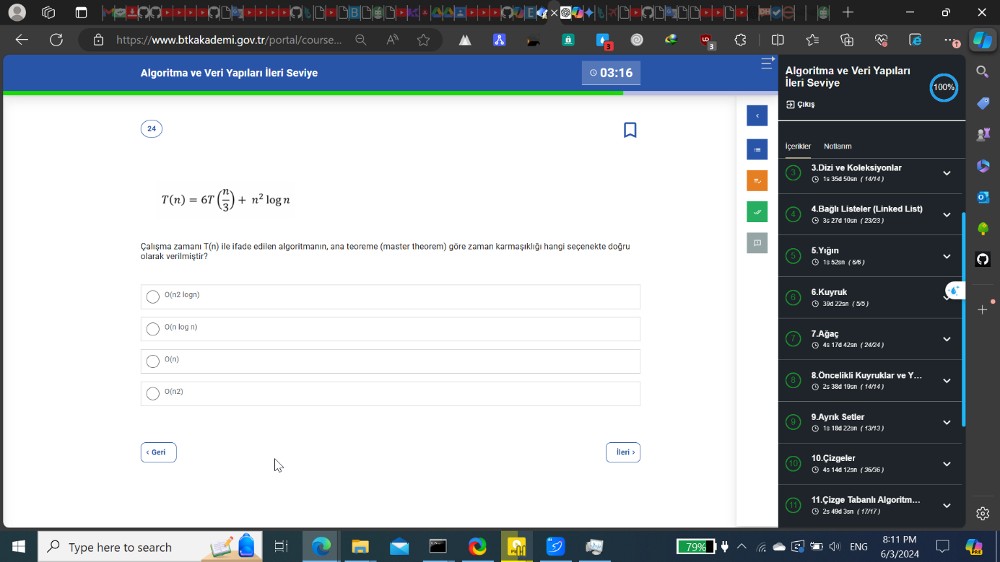 https://www.btkakademi.gov.tr/portal/course...
3
3
Algoritma ve Veri Yapıları İleri Seviye
03:16
24
T(n) = 6T(n/3) + n² log n
Çalışma zamanı T(n) ile ifade edilen algoritmanın, ana teoreme (master theorem) göre zaman karmaşıklığı hangi seçenekte doğru
olarak verilmiştir?
O(n2 logn)
O(n log n)
O(n)
O(n2)
‹ Geri
İleri ›
Algoritma ve Veri Yapıları
İleri Seviye
100%
Çıkış
İçerikler Notlarım
3 3.Dizi ve Koleksiyonlar
1s 35d 50sn ( 14/14 )
4 4.Bağlı Listeler (Linked List)
3s 27d 10sn ( 23/23 )
5 5.Yığın
1s 52sn ( 6/6 )
6 6.Kuyruk
39d 22sn ( 5/5 )
7 7.Ağaç
4s 17d 42sn ( 24/24 )
8 8.Öncelikli Kuyruklar ve Y...
2s 38d 19sn ( 14/14 )
9 9.Ayrık Setler
1s 18d 22sn ( 13/13 )
10 10.Çizgeler
4s 14d 12sn ( 36/36 )
11 11.Çizge Tabanlı Algoritm...
2s 49d 3sn ( 17/17 )
Type here to search
79%
ENG
8:11 PM
6/3/2024
PRE